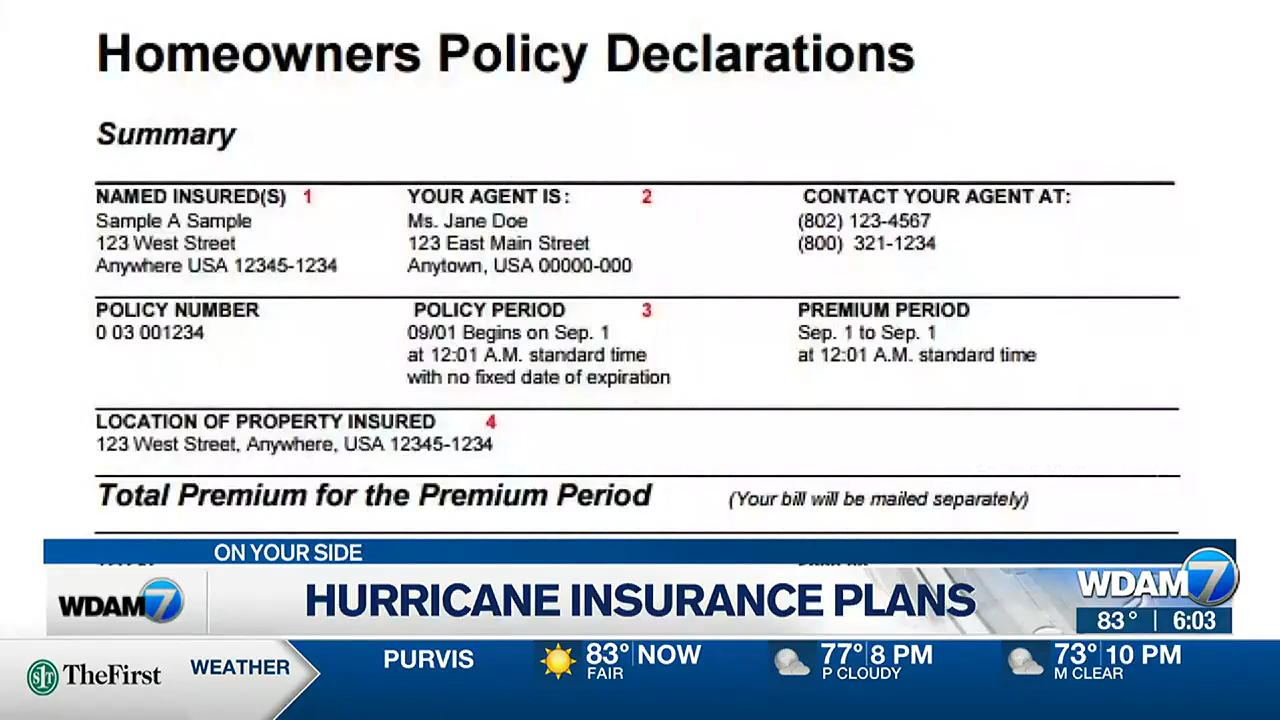 Homeowners Policy Declarations
Summary
NAMED INSURED(S) 1
Sample A Sample
123 West Street
Anywhere USA 12345-1234
YOUR AGENT IS: 2
Ms. Jane Doe
123 East Main Street
Anytown, USA 00000-000
CONTACT YOUR AGENT AT:
(802) 123-4567
(800) 321-1234
POLICY NUMBER
0 03 001234
POLICY PERIOD 3
09/01 Begins on Sep. 1
at 12:01 A.M. standard time
with no fixed date of expiration
PREMIUM PERIOD
Sep. 1 to Sep. 1
at 12:01 A.M. standard time
LOCATION OF PROPERTY INSURED 4
123 West Street, Anywhere, USA 12345-1234
Total Premium for the Premium Period (Your bill will be mailed separately)
ON YOUR SIDE
WDAM 7
HURRICANE INSURANCE PLANS
WDAM 7
83° | 6:03
TheFirst
WEATHER
PURVIS
83° NOW
FAIR
77° 8 PM
P CLOUDY
73° 10 PM
M CLEAR